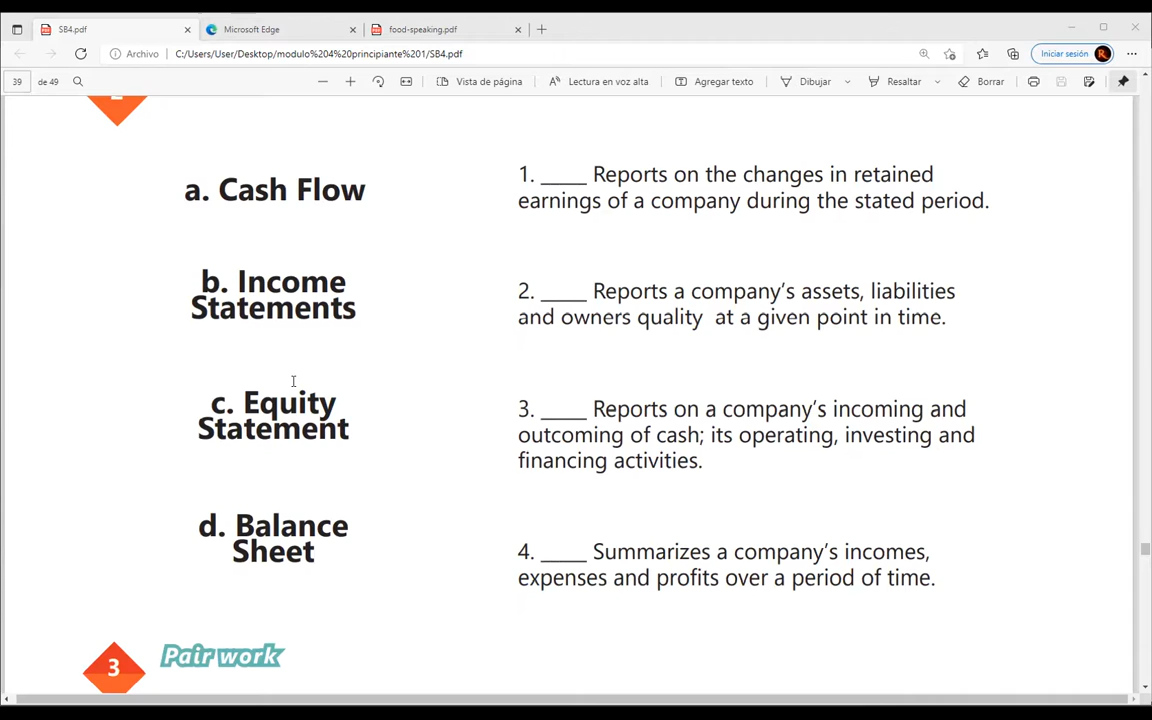 SB4.pdf
Microsoft Edge
food-speaking.pdf
Archivo
C:/Users/User/Desktop/modulo%204%20principiante%201/SB4.pdf
Iniciar sesión
39
de 49
Vista de página
Lectura en voz alta
Agregar texto
Dibujar
Resaltar
Borrar
a. Cash Flow
b. Income
Statements
c. Equity
Statement
d. Balance
Sheet
1. ____ Reports on the changes in retained
earnings of a company during the stated period.
2. ____ Reports a company’s assets, liabilities
and owners quality at a given point in time.
3. ____ Reports on a company’s incoming and
outcoming of cash; its operating, investing and
financing activities.
4. ____ Summarizes a company’s incomes,
expenses and profits over a period of time.
3
Pair work